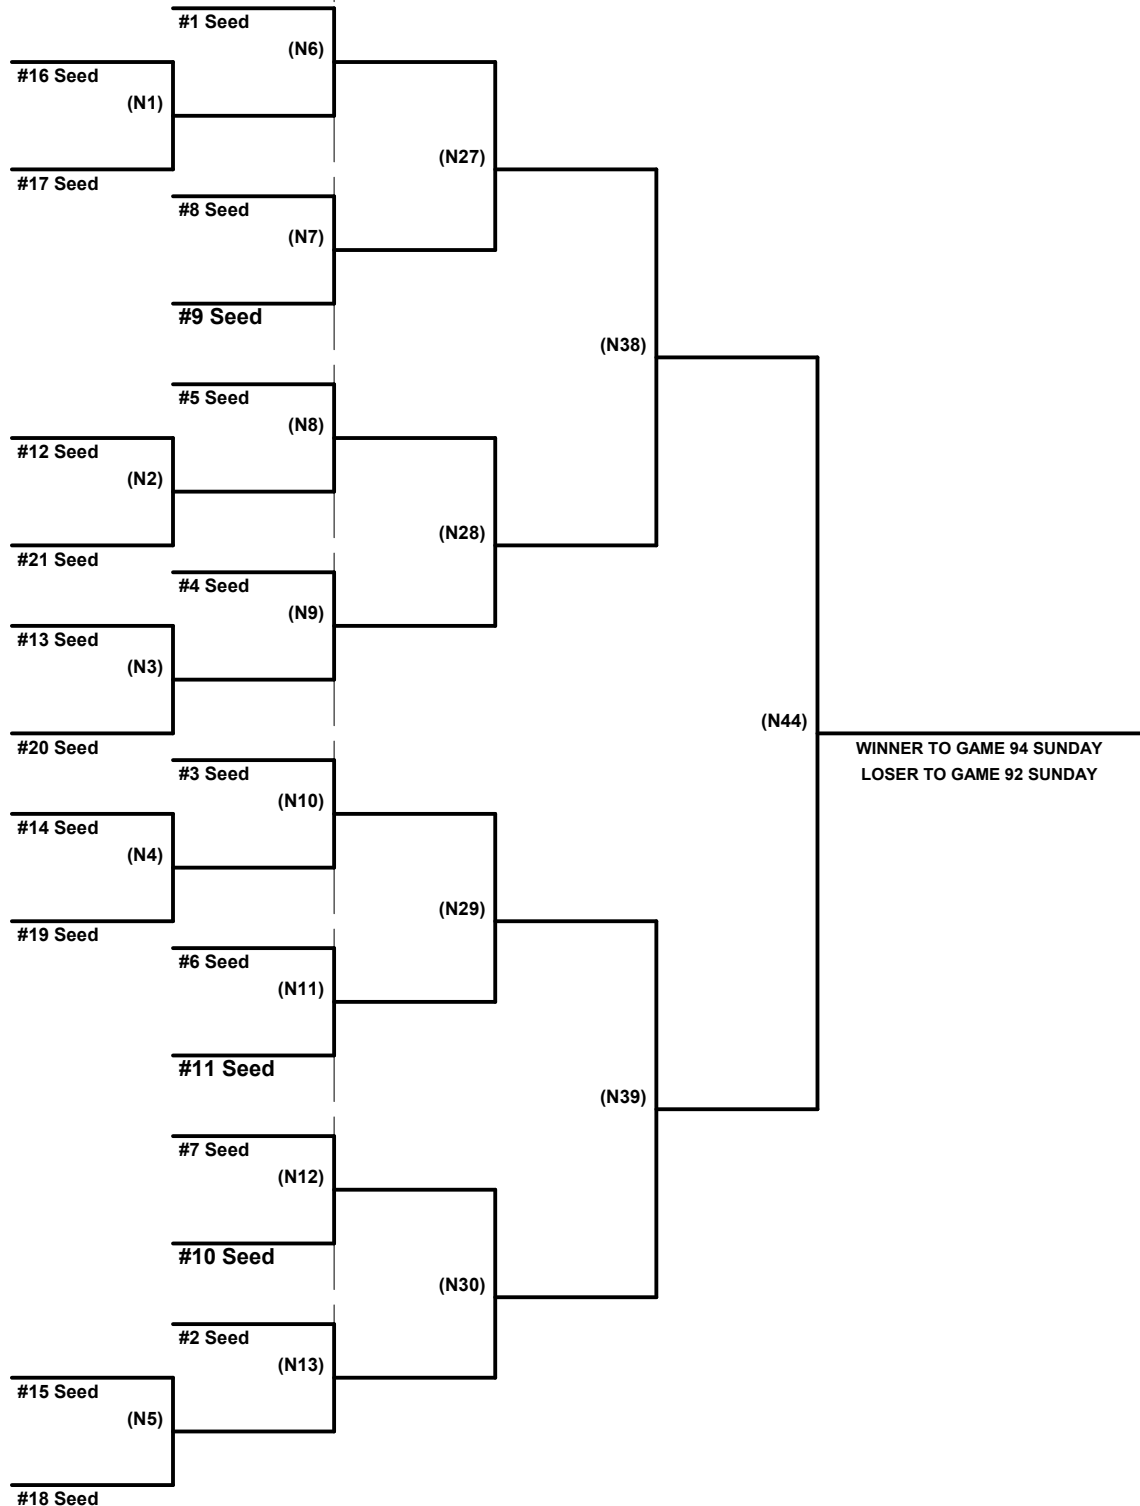 #1 Seed
(N6)
#16 Seed
(N1)
(N27)
#17 Seed
#8 Seed
(N7)
#9 Seed
(N38)
#5 Seed
(N8)
#12 Seed
(N2)
(N28)
#21 Seed
#4 Seed
(N9)
#13 Seed
(N3)
(N44)
#20 Seed
WINNER TO GAME 94 SUNDAY
LOSER TO GAME 92 SUNDAY
#3 Seed
(N10)
#14 Seed
(N4)
(N29)
#19 Seed
#6 Seed
(N11)
#11 Seed
(N39)
#7 Seed
(N12)
#10 Seed
(N30)
#2 Seed
(N13)
#15 Seed
(N5)
#18 Seed